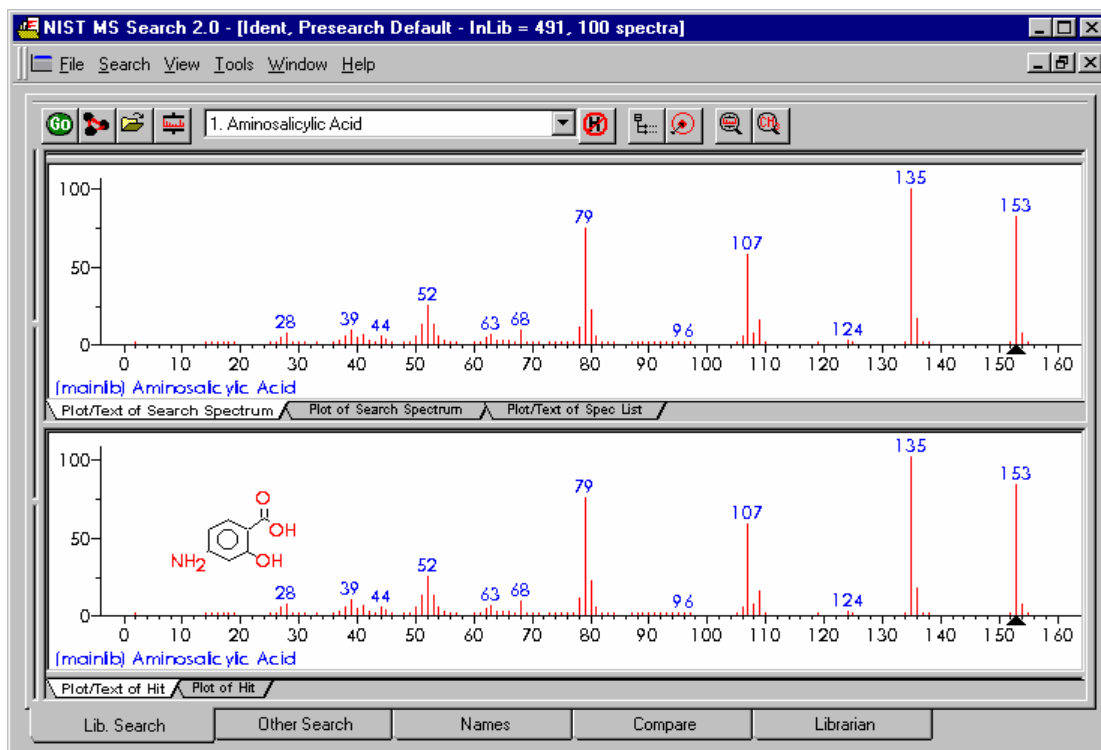 NIST MS Search 2.0 - [Ident, Presearch Default - InLib = 491, 100 spectra]
File Search View Tools Window Help
Go 1. Aminosalicylic Acid H CH2
100
50
0
28 39 44 52 63 68 79 96 107 124 135 153
0 10 20 30 40 50 60 70 80 90 100 110 120 130 140 150 160
(mainlib) Aminosalicylic Acid
Plot/Text of Search Spectrum Plot of Search Spectrum Plot/Text of Spec List
100
50
0
O
OH
NH2 OH
28 39 44 52 63 68 79 96 107 124 135 153
0 10 20 30 40 50 60 70 80 90 100 110 120 130 140 150 160
(mainlib) Aminosalicylic Acid
Plot/Text of Hit Plot of Hit
Lib. Search Other Search Names Compare Librarian